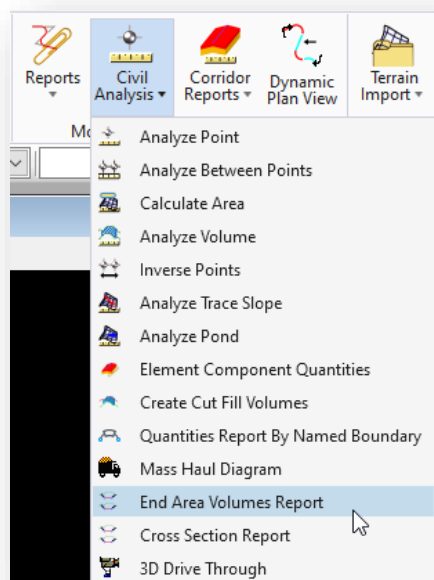 Reports
Civil
Analysis
Corridor
Reports
Dynamic
Plan View
Terrain
Import
Analyze Point
Analyze Between Points
Calculate Area
Analyze Volume
Inverse Points
Analyze Trace Slope
Analyze Pond
Element Component Quantities
Create Cut Fill Volumes
Quantities Report By Named Boundary
Mass Haul Diagram
End Area Volumes Report
Cross Section Report
3D Drive Through